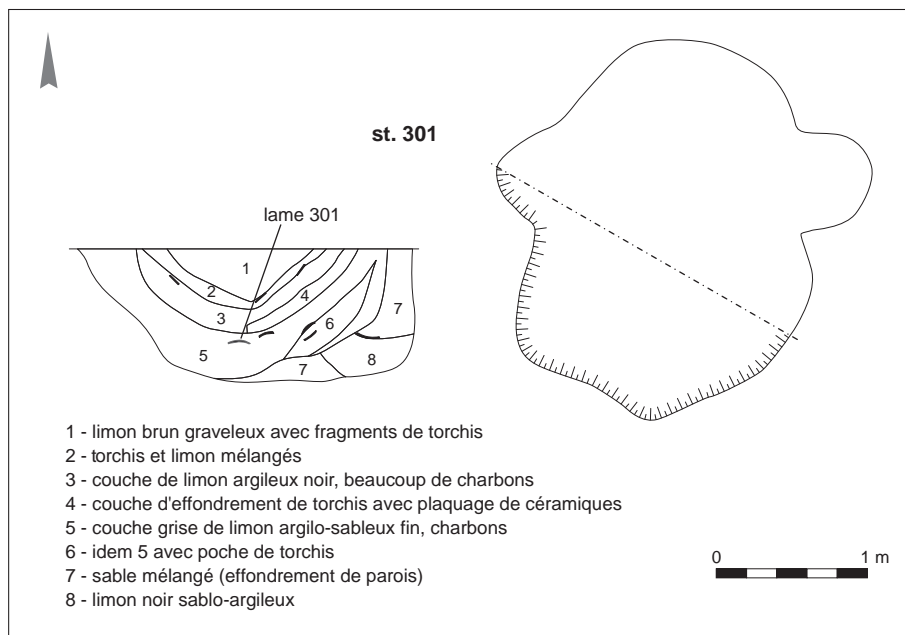 st. 301
lame 301
1
2
3
4
5
6
7
7
8
1 - limon brun graveleux avec fragments de torchis
2 - torchis et limon mélangés
3 - couche de limon argileux noir, beaucoup de charbons
4 - couche d'effondrement de torchis avec plaquage de céramiques
5 - couche grise de limon argilo-sableux fin, charbons
6 - idem 5 avec poche de torchis
7 - sable mélangé (effondrement de parois)
8 - limon noir sablo-argileux
0 1 m